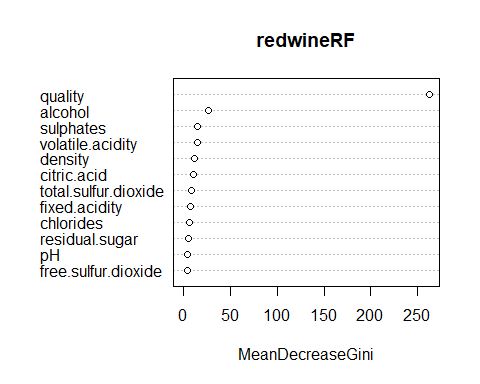 redwineRF
quality
alcohol
sulphates
volatile.acidity
density
citric.acid
total.sulfur.dioxide
fixed.acidity
chlorides
residual.sugar
pH
free.sulfur.dioxide
0 50 100 150 200 250
MeanDecreaseGini